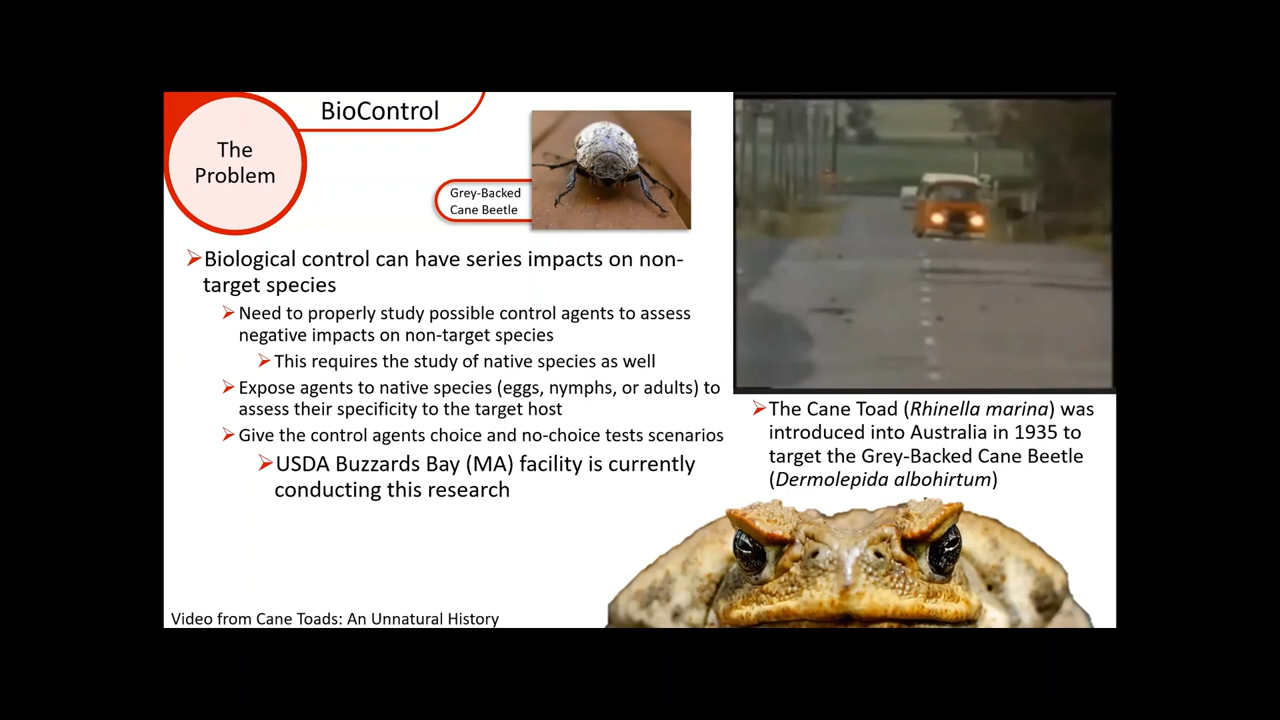 BioControl
The
Problem
Grey-Backed
Cane Beetle
➢Biological control can have series impacts on non-
target species
➢Need to properly study possible control agents to assess
negative impacts on non-target species
➢This requires the study of native species as well
➢Expose agents to native species (eggs, nymphs, or adults) to
assess their specificity to the target host
➢Give the control agents choice and no-choice tests scenarios
➢USDA Buzzards Bay (MA) facility is currently
conducting this research
➢The Cane Toad (Rhinella marina) was
introduced into Australia in 1935 to
target the Grey-Backed Cane Beetle
(Dermolepida albohirtum)
Video from Cane Toads: An Unnatural History